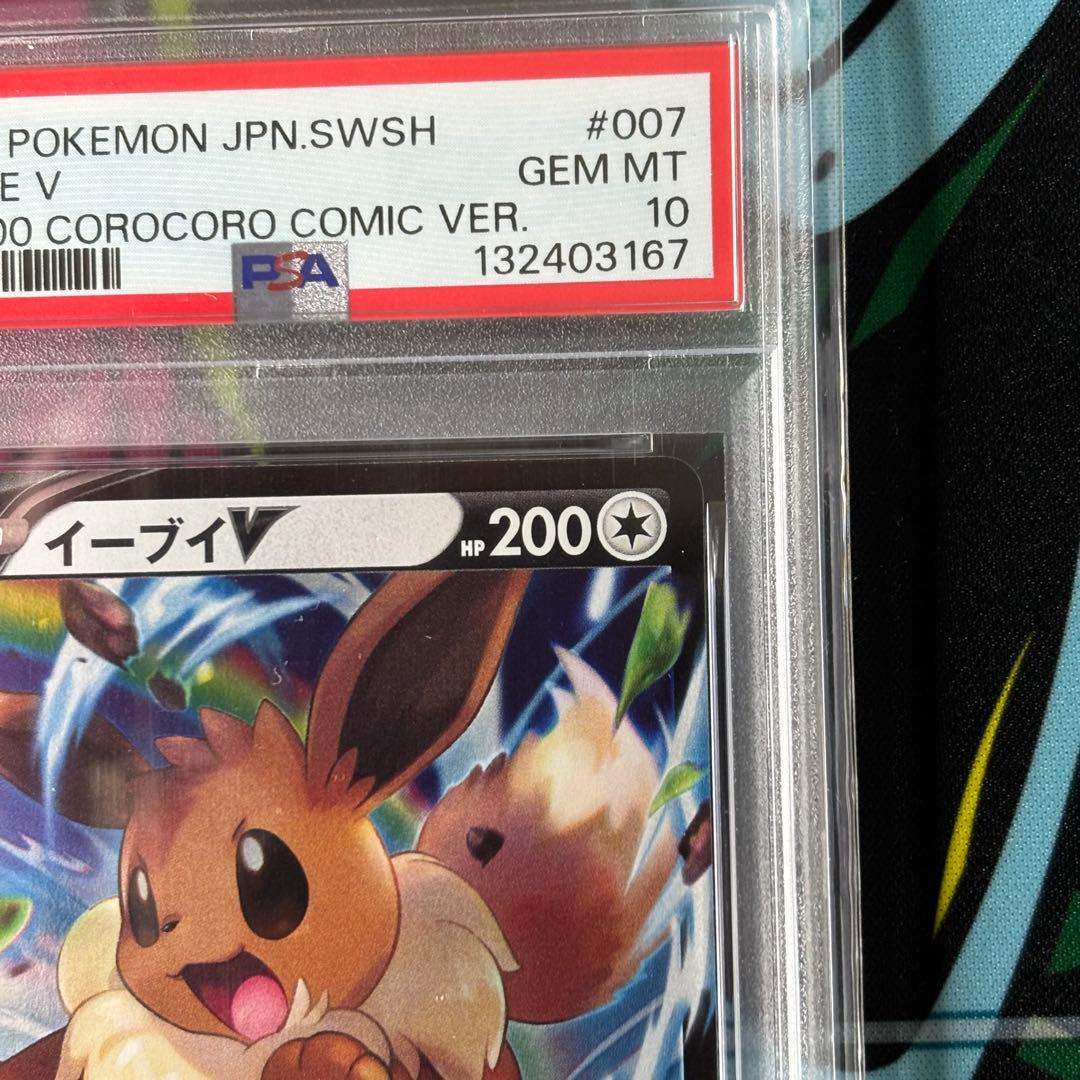 POKEMON JPN.SWSH #007
E V GEM MT
00 COROCORO COMIC VER. 10
PSA 132403167
イーブイV HP 200